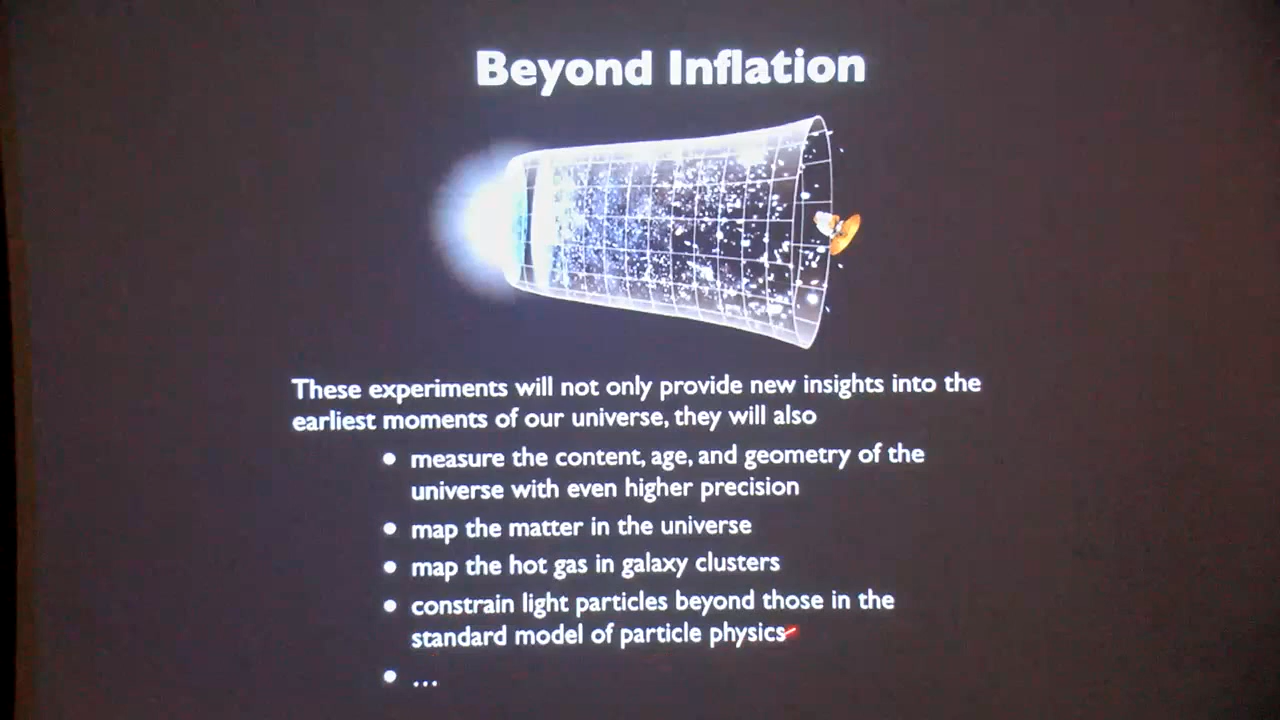 Beyond Inflation
These experiments will not only provide new insights into the
earliest moments of our universe, they will also
• measure the content, age, and geometry of the
universe with even higher precision
• map the matter in the universe
• map the hot gas in galaxy clusters
• constrain light particles beyond those in the
standard model of particle physics
• ...